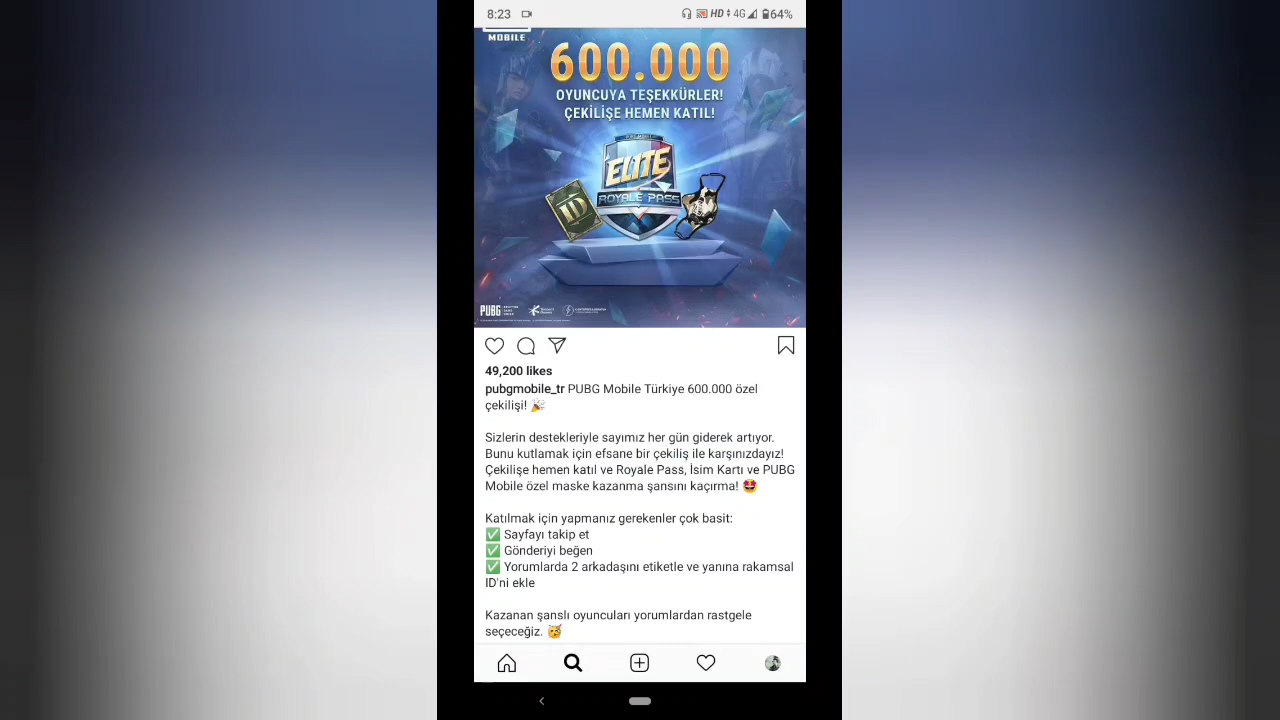 8:23 HD 4G 64%
MOBILE
600.000
OYUNCUYA TEŞEKKÜRLER!
ÇEKİLİŞE HEMEN KATIL!
ELITE
ROYALE PASS
ID
PUBG
49,200 likes
pubgmobile_tr PUBG Mobile Türkiye 600.000 özel
çekilişi! 🎉
Sizlerin destekleriyle sayımız her gün giderek artıyor.
Bunu kutlamak için efsane bir çekiliş ile karşınızdayız!
Çekilişe hemen katıl ve Royale Pass, İsim Kartı ve PUBG
Mobile özel maske kazanma şansını kaçırma! 🤩
Katılmak için yapmanız gerekenler çok basit:
✅ Sayfayı takip et
✅ Gönderiyi beğen
✅ Yorumlarda 2 arkadaşını etiketle ve yanına rakamsal
ID'ni ekle
Kazanan şanslı oyuncuları yorumlardan rastgele
seçeceğiz. 🥳